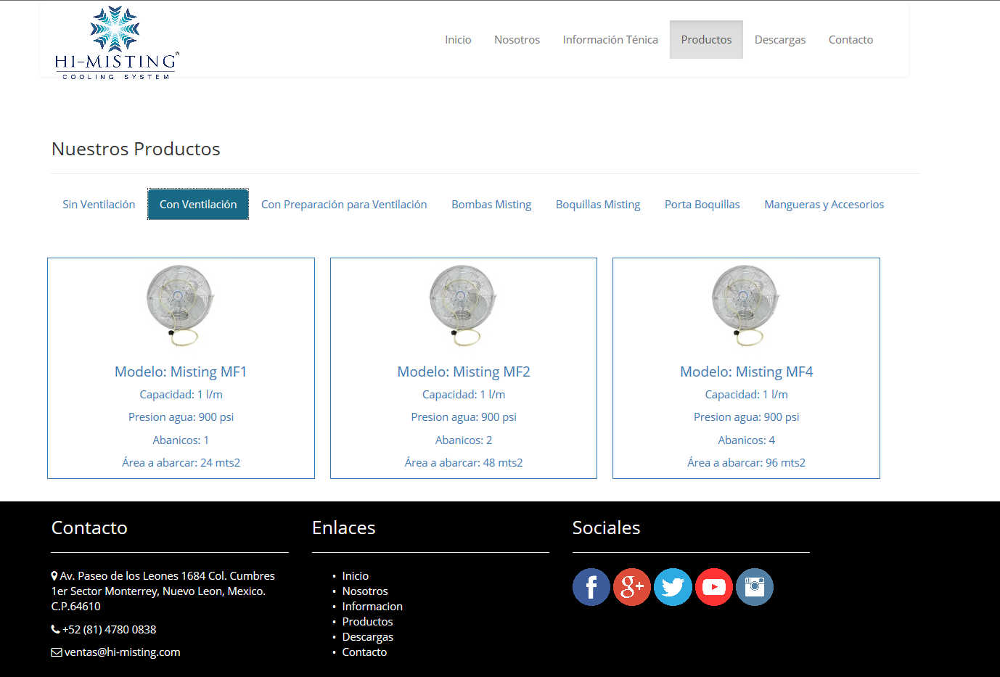 HI-MISTING®
COOLING SYSTEM
Inicio Nosotros Información Ténica Productos Descargas Contacto
Nuestros Productos
Sin Ventilación Con Ventilación Con Preparación para Ventilación Bombas Misting Boquillas Misting Porta Boquillas Mangueras y Accesorios
Modelo: Misting MF1
Capacidad: 1 l/m
Presion agua: 900 psi
Abanicos: 1
Área a abarcar: 24 mts2
Modelo: Misting MF2
Capacidad: 1 l/m
Presion agua: 900 psi
Abanicos: 2
Área a abarcar: 48 mts2
Modelo: Misting MF4
Capacidad: 1 l/m
Presion agua: 900 psi
Abanicos: 4
Área a abarcar: 96 mts2
Contacto
Av. Paseo de los Leones 1684 Col. Cumbres
1er Sector Monterrey, Nuevo Leon, Mexico.
C.P.64610
+52 (81) 4780 0838
ventas@hi-misting.com
Enlaces
• Inicio
• Nosotros
• Informacion
• Productos
• Descargas
• Contacto
Sociales